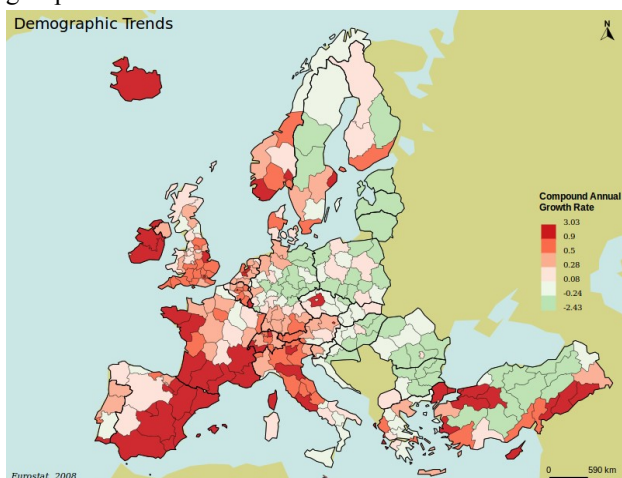 Demographic Trends
N
Compound Annual
Growth Rate
3.03
0.9
0.5
0.28
0.08
-0.24
-2.43
Eurostat, 2008
0 590 km